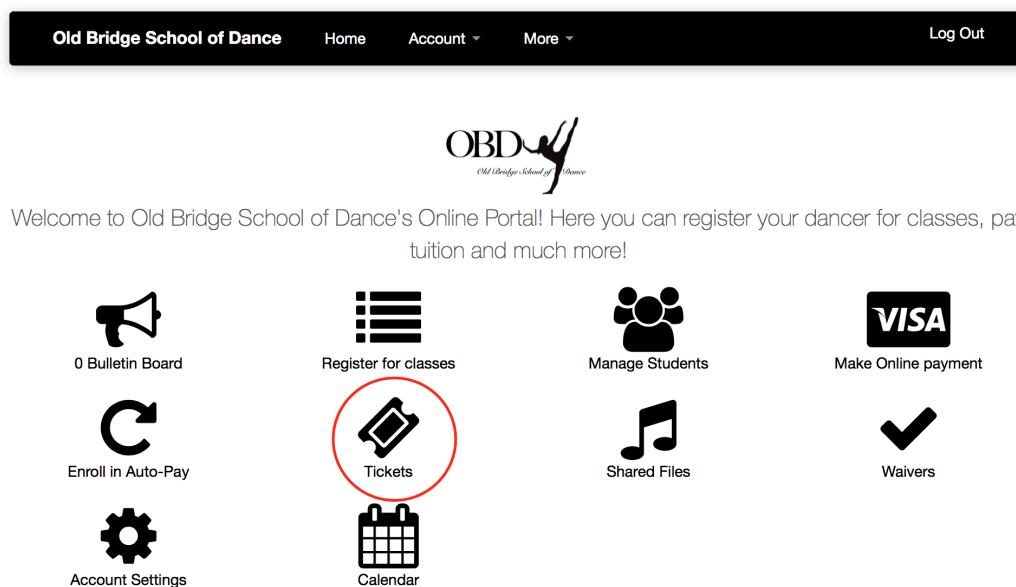 Old Bridge School of Dance Home Account More Log Out
OBD
Old Bridge School of Dance
Welcome to Old Bridge School of Dance's Online Portal! Here you can register your dancer for classes, pa
tuition and much more!
VISA
0 Bulletin Board Register for classes Manage Students Make Online payment
Enroll in Auto-Pay Tickets Shared Files Waivers
Account Settings Calendar